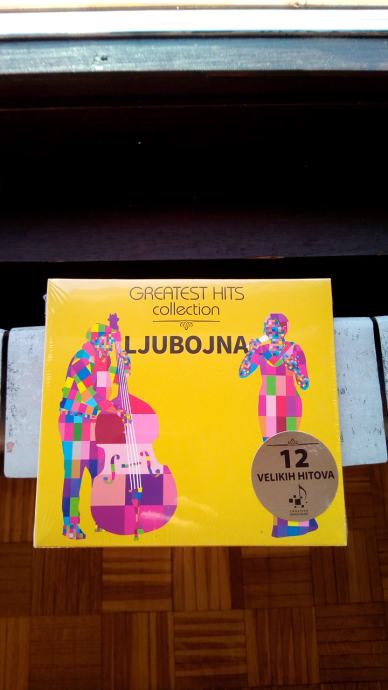 GREATEST HITS
collection
LJUBOJNA
12
VELIKIH HITOVA